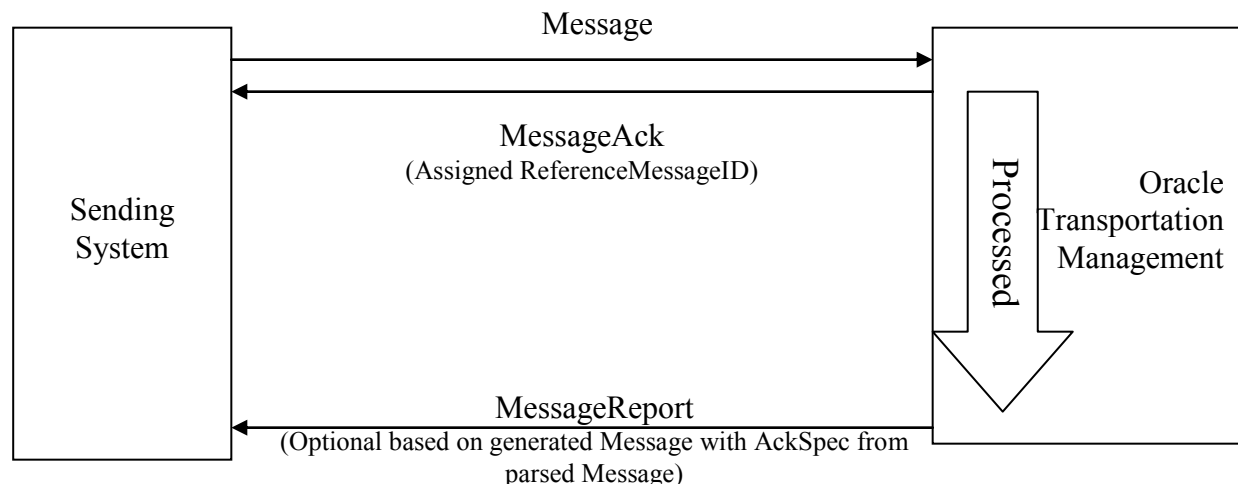 Message
MessageAck
(Assigned ReferenceMessageID)
Sending
System
Processed
Oracle
Transportation
Management
MessageReport
(Optional based on generated Message with AckSpec from
parsed Message)